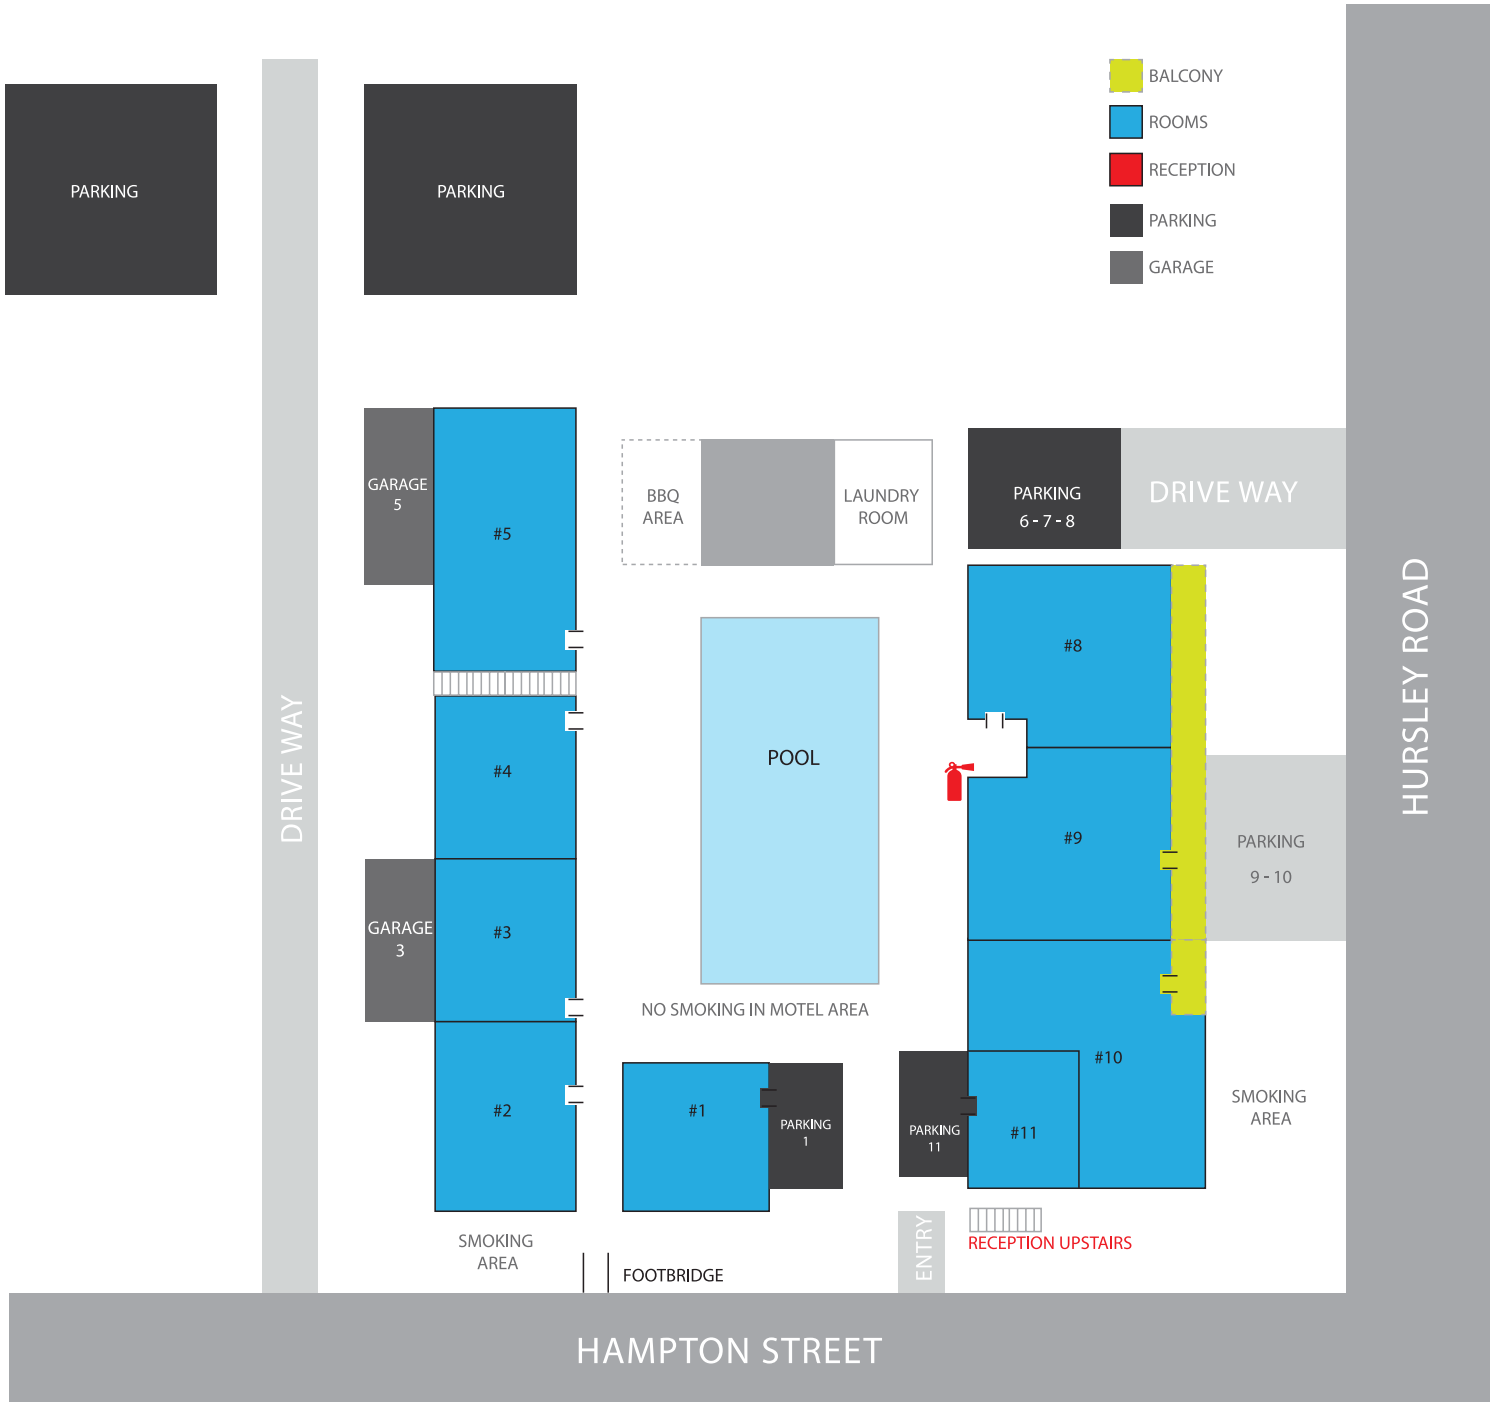 BALCONY
ROOMS
RECEPTION
PARKING
GARAGE
PARKING
PARKING
GARAGE
5
#5
BBQ
AREA
LAUNDRY
ROOM
PARKING
6 - 7 - 8
DRIVE WAY
HURSLEY ROAD
DRIVE WAY
#4
POOL
#8
#9
PARKING
9 - 10
GARAGE
3
#3
NO SMOKING IN MOTEL AREA
#2
#1
PARKING
1
PARKING
11
#11
#10
SMOKING
AREA
SMOKING
AREA
ENTRY
RECEPTION UPSTAIRS
FOOTBRIDGE
HAMPTON STREET